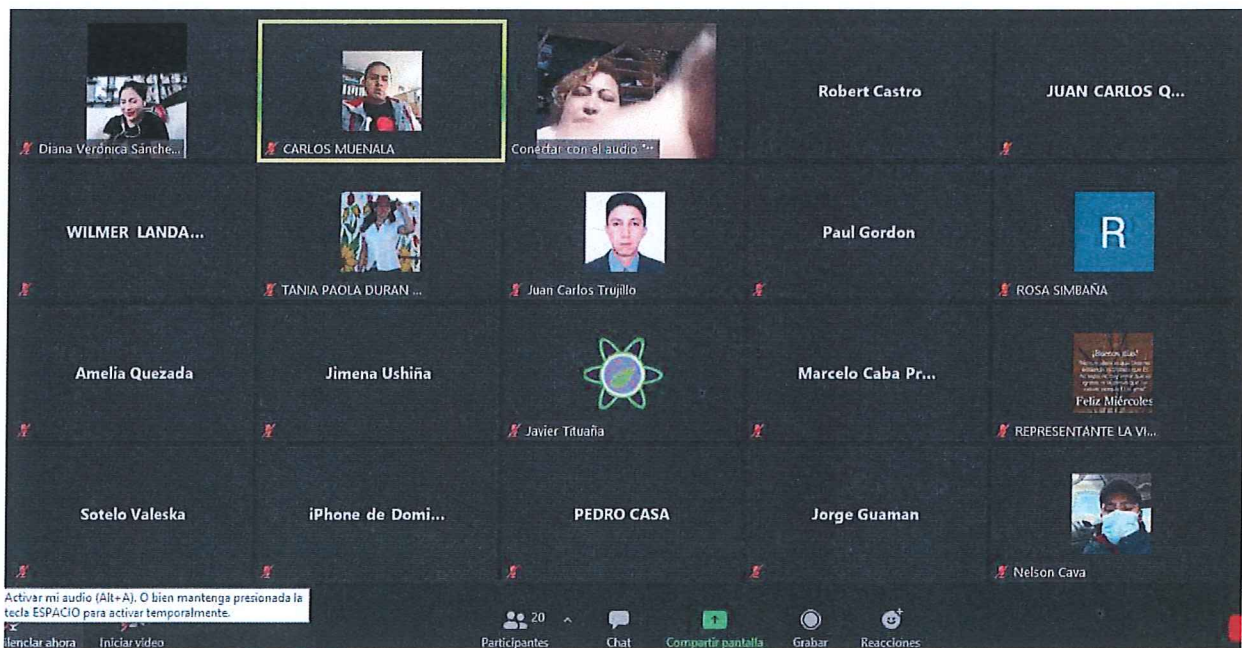 Diana Verónica Sánche...
CARLOS MUENALA
Conectar con el audio ...
Robert Castro
JUAN CARLOS Q...
WILMER LANDA...
TANIA PAOLA DURAN ...
Juan Carlos Trujillo
Paul Gordon
R
ROSA SIMBAÑA
Amelia Quezada
Jimena Ushiña
Javier Tituaña
Marcelo Caba Pr...
¡Buenos días!
Feliz Miércoles
REPRESENTANTE LA VI...
Sotelo Valeska
iPhone de Domi...
PEDRO CASA
Jorge Guaman
Nelson Cava
Activar mi audio (Alt+A). O bien mantenga presionada la
tecla ESPACIO para activar temporalmente.
ilenciar ahora
Iniciar video
20
Participantes
Chat
Compartir pantalla
Grabar
Reacciones